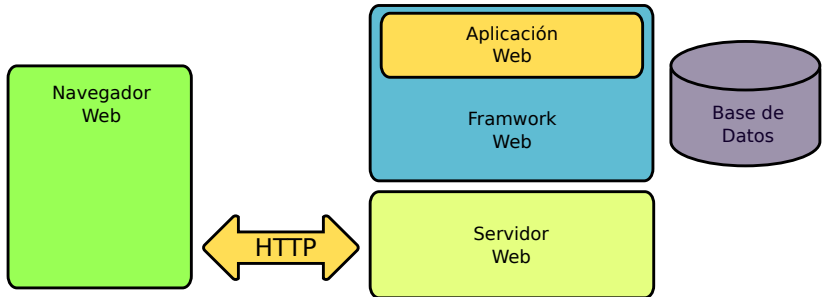 Navegador
Web
HTTP
Aplicación
Web
Framwork
Web
Servidor
Web
Base de
Datos